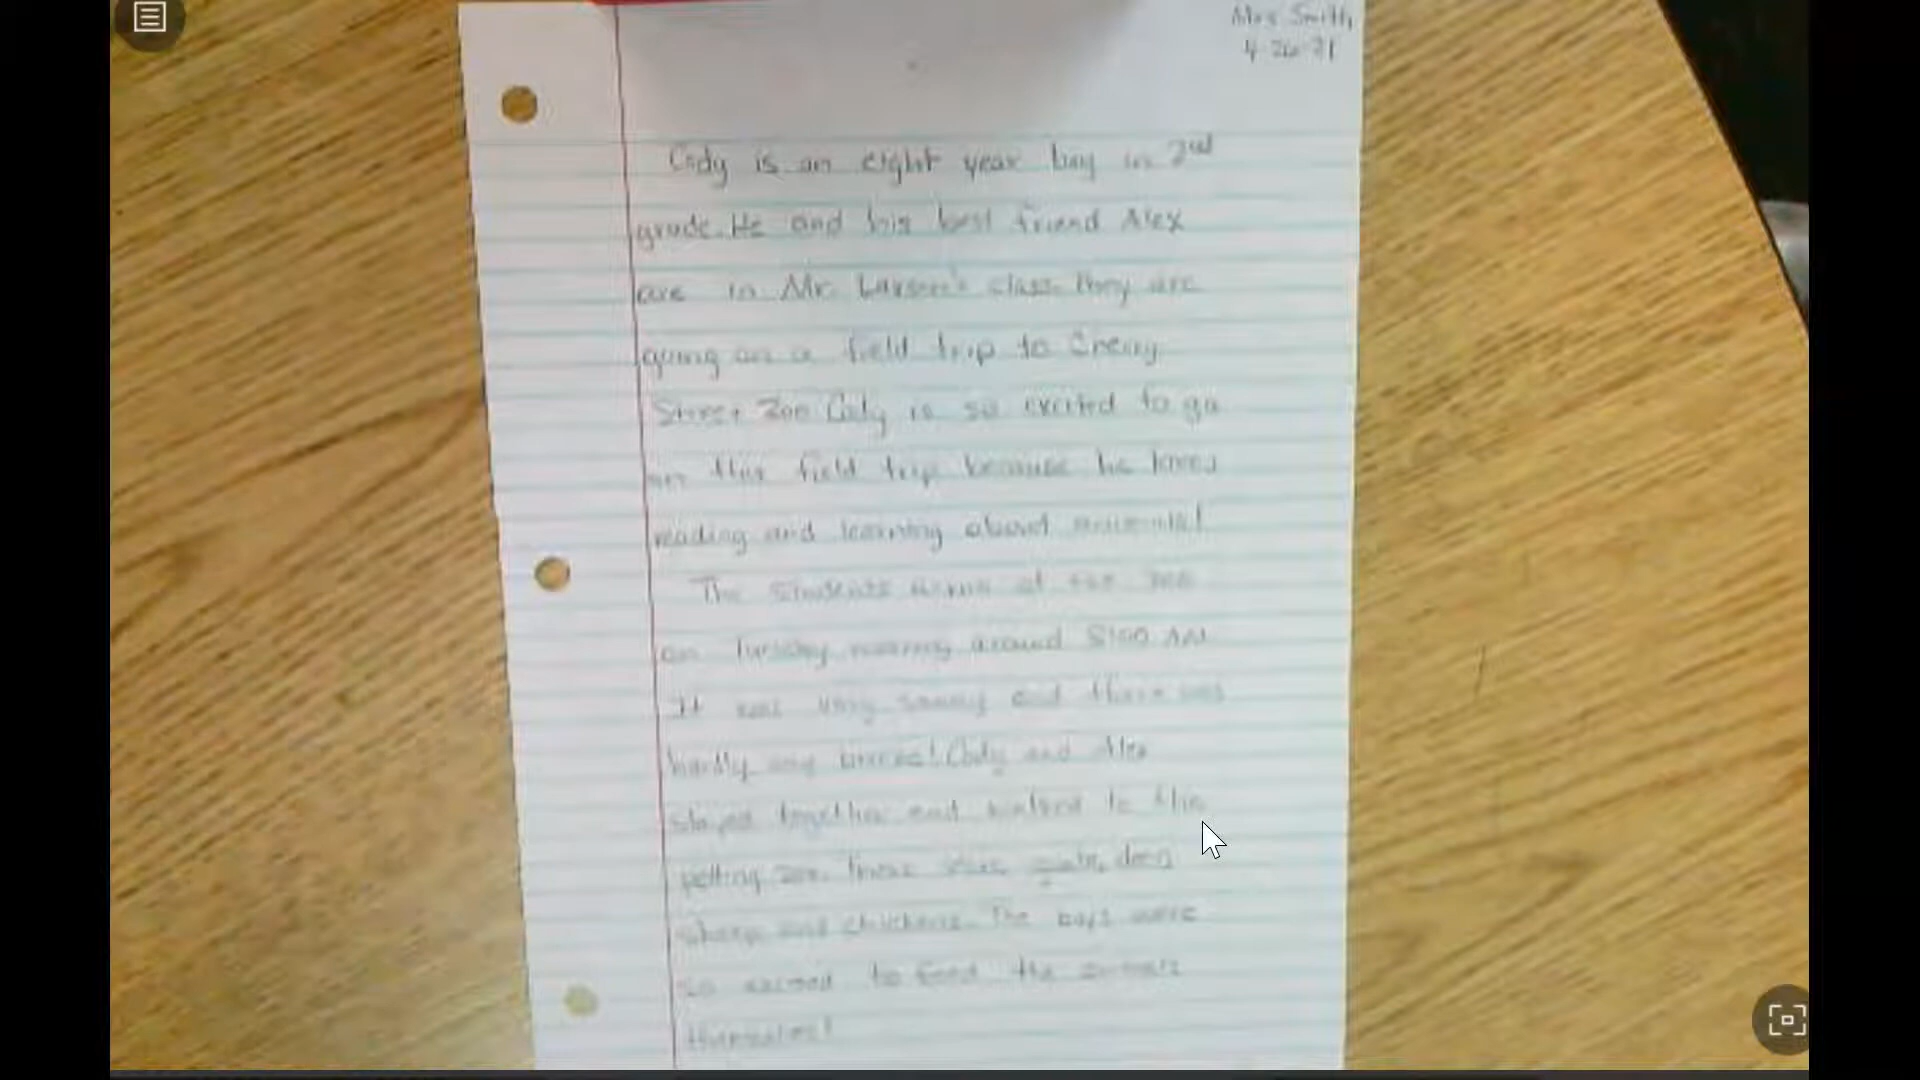 Mrs Smith
4-26-21
Cody is an eight year boy in 2nd
grade. He and his best friend Alex
are in Mr. Larson's class. They are
going on a field trip to
Street Zoo Cody is so excited to go
on this field trip because he loves
reading and learning about animals!
The students arrive at the zoo
on Tuesday morning around 8:00 AM
It was very sunny and there was
hardly any breeze! Cody and Alex
stayed together and walked to the
petting zoo. There were goats, deer,
sheep and chickens. The boys were
so excited to feed the animals
themselves!